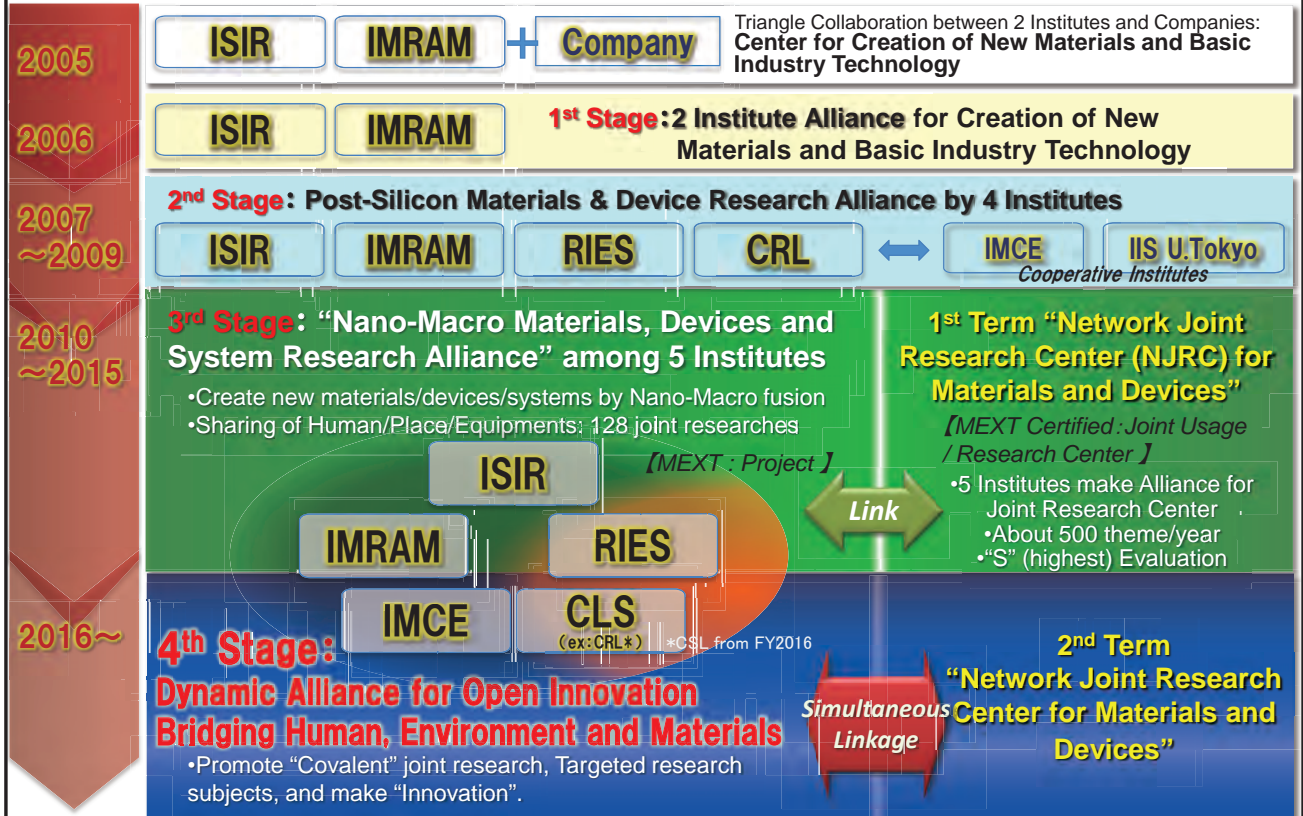 2005
ISIR
IMRAM
+
Company
Triangle Collaboration between 2 Institutes and Companies:
Center for Creation of New Materials and Basic
Industry Technology
2006
ISIR
IMRAM
1st Stage：2 Institute Alliance for Creation of New
Materials and Basic Industry Technology
2007
～2009
2nd Stage： Post-Silicon Materials & Device Research Alliance by 4 Institutes
ISIR
IMRAM
RIES
CRL
IMCE
IIS U.Tokyo
Cooperative Institutes
2010
～2015
3rd Stage： “Nano-Macro Materials, Devices and
System Research Alliance” among 5 Institutes
•Create new materials/devices/systems by Nano-Macro fusion
•Sharing of Human/Place/Equipments: 128 joint researches
【MEXT : Project 】
ISIR
IMRAM
RIES
IMCE
CLS
(ex:CRL*)
*CSL from FY2016
Link
1st Term “Network Joint
Research Center (NJRC) for
Materials and Devices”
【MEXT Certified：Joint Usage
/ Research Center 】
•5 Institutes make Alliance for
Joint Research Center
•About 500 theme/year
•“S” (highest) Evaluation
2016～
4th Stage：
Dynamic Alliance for Open Innovation
Bridging Human, Environment and Materials
•Promote “Covalent” joint research, Targeted research
subjects, and make “Innovation”.
Simultaneous
Linkage
2nd Term
“Network Joint Research
Center for Materials and
Devices”